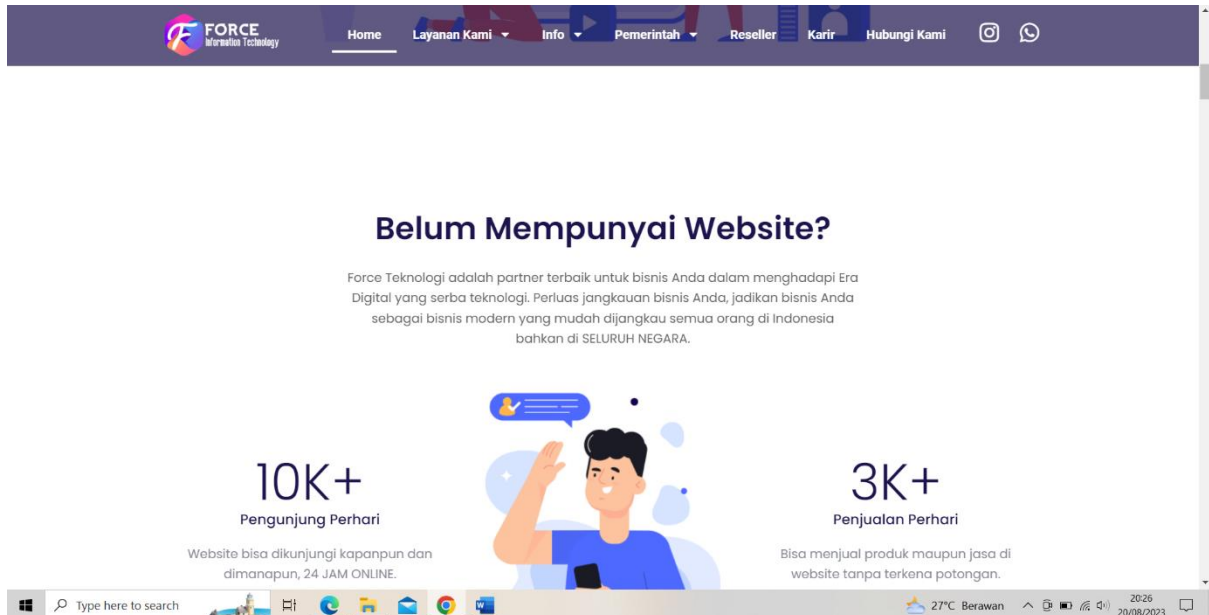 FORCE
Information Technology
Home Layanan Kami Info Pemerintah Reseller Karir Hubungi Kami
Belum Mempunyai Website?
Force Teknologi adalah partner terbaik untuk bisnis Anda dalam menghadapi Era
Digital yang serba teknologi. Perluas jangkauan bisnis Anda, jadikan bisnis Anda
sebagai bisnis modern yang mudah dijangkau semua orang di Indonesia
bahkan di SELURUH NEGARA.
10K+
Pengunjung Perhari
Website bisa dikunjungi kapanpun dan
dimanapun, 24 JAM ONLINE.
3K+
Penjualan Perhari
Bisa menjual produk maupun jasa di
website tanpa terkena potongan.
Type here to search
27°C Berawan
20:26
20/08/2023